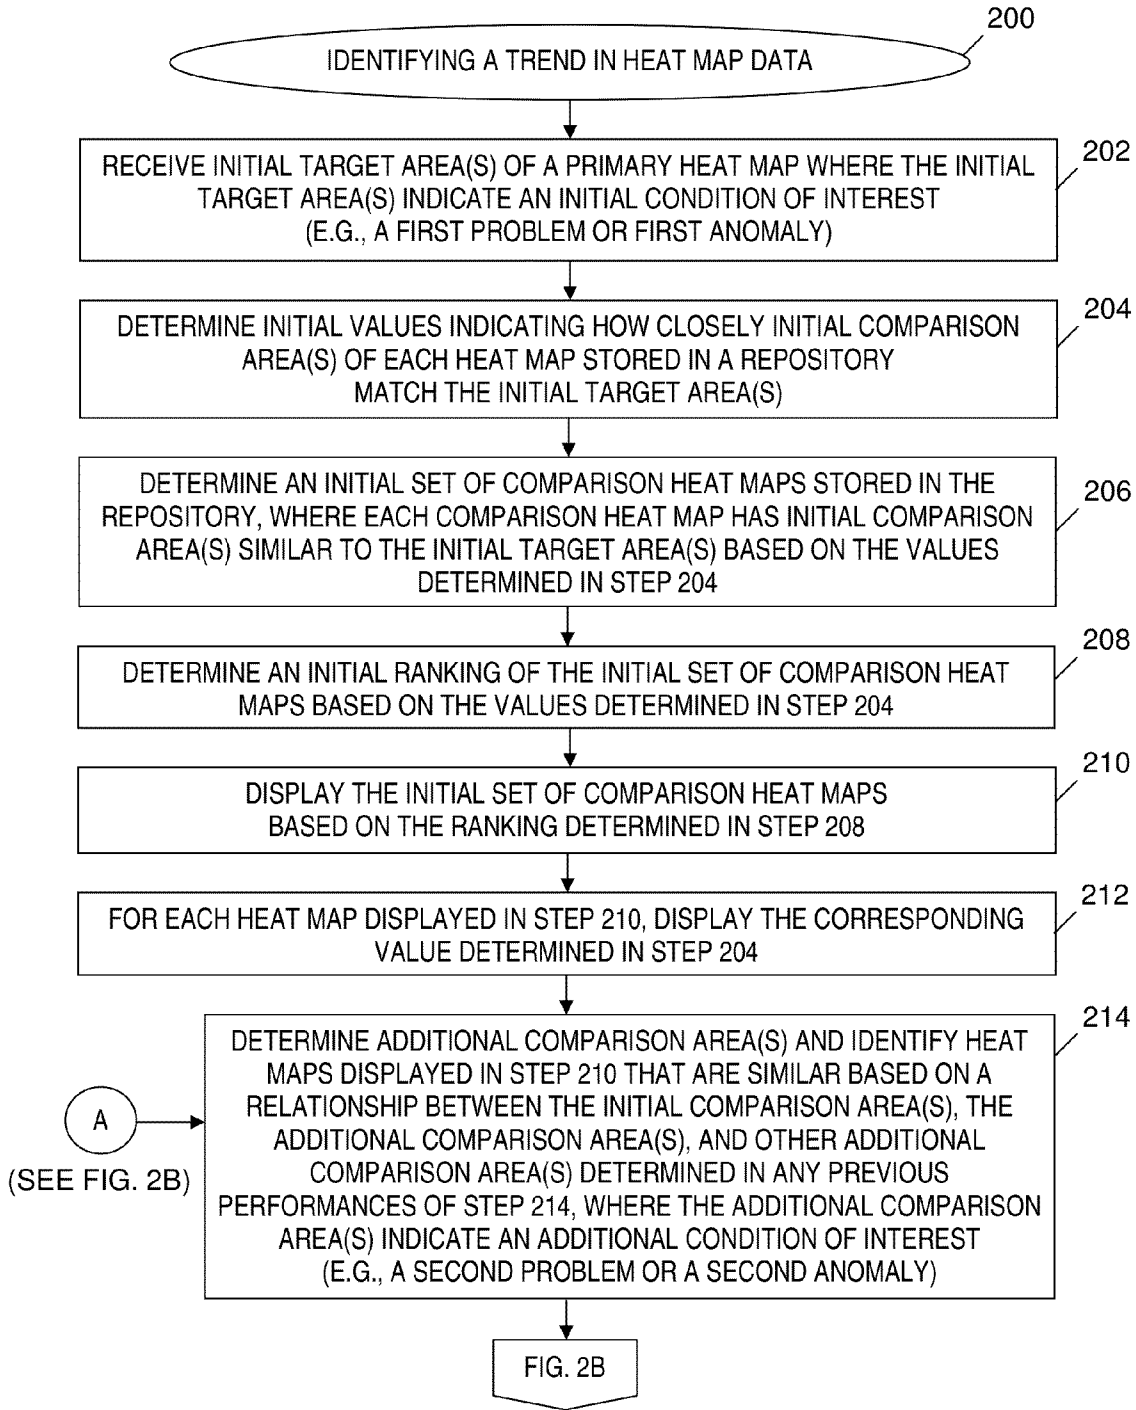 200
IDENTIFYING A TREND IN HEAT MAP DATA
202
RECEIVE INITIAL TARGET AREA(S) OF A PRIMARY HEAT MAP WHERE THE INITIAL
TARGET AREA(S) INDICATE AN INITIAL CONDITION OF INTEREST
(E.G., A FIRST PROBLEM OR FIRST ANOMALY)
204
DETERMINE INITIAL VALUES INDICATING HOW CLOSELY INITIAL COMPARISON
AREA(S) OF EACH HEAT MAP STORED IN A REPOSITORY
MATCH THE INITIAL TARGET AREA(S)
206
DETERMINE AN INITIAL SET OF COMPARISON HEAT MAPS STORED IN THE
REPOSITORY, WHERE EACH COMPARISON HEAT MAP HAS INITIAL COMPARISON
AREA(S) SIMILAR TO THE INITIAL TARGET AREA(S) BASED ON THE VALUES
DETERMINED IN STEP 204
208
DETERMINE AN INITIAL RANKING OF THE INITIAL SET OF COMPARISON HEAT
MAPS BASED ON THE VALUES DETERMINED IN STEP 204
210
DISPLAY THE INITIAL SET OF COMPARISON HEAT MAPS
BASED ON THE RANKING DETERMINED IN STEP 208
212
FOR EACH HEAT MAP DISPLAYED IN STEP 210, DISPLAY THE CORRESPONDING
VALUE DETERMINED IN STEP 204
214
DETERMINE ADDITIONAL COMPARISON AREA(S) AND IDENTIFY HEAT
MAPS DISPLAYED IN STEP 210 THAT ARE SIMILAR BASED ON A
RELATIONSHIP BETWEEN THE INITIAL COMPARISON AREA(S), THE
ADDITIONAL COMPARISON AREA(S), AND OTHER ADDITIONAL
COMPARISON AREA(S) DETERMINED IN ANY PREVIOUS
PERFORMANCES OF STEP 214, WHERE THE ADDITIONAL COMPARISON
AREA(S) INDICATE AN ADDITIONAL CONDITION OF INTEREST
(E.G., A SECOND PROBLEM OR A SECOND ANOMALY)
A
(SEE FIG. 2B)
FIG. 2B